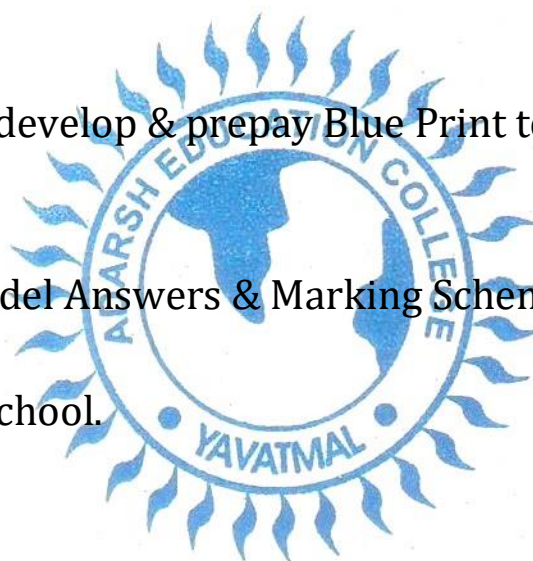 develop & prepay Blue Print t
ADARSH EDUCATION COLLEGE
del Answers & Marking Schem
chool.
YAVATMAL